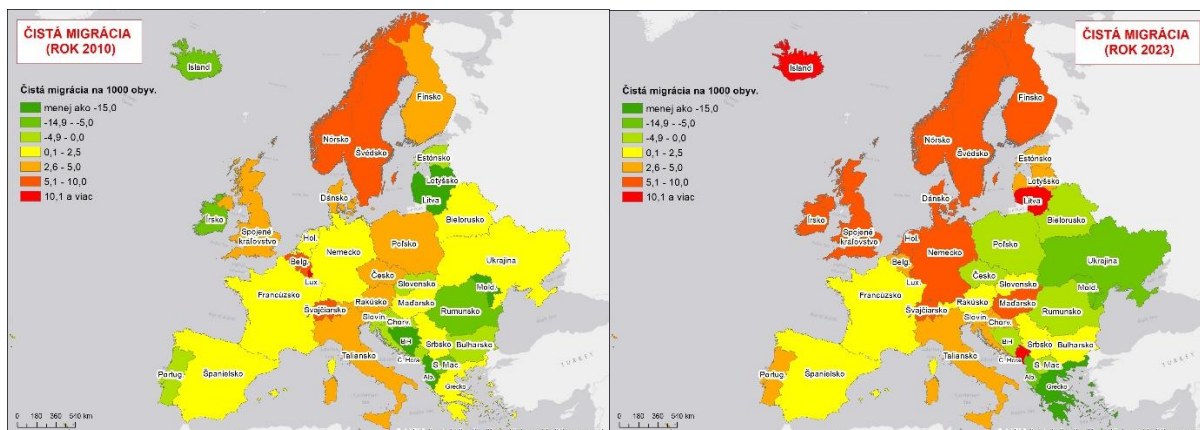 ČISTÁ MIGRÁCIA
(ROK 2010)
Čistá migrácia na 1000 obyv.
menej ako -15,0
-14,9 - -5,0
-4,9 - 0,0
0,1 - 2,5
2,6 - 5,0
5,1 - 10,0
10,1 a viac
Island
Fínsko
Nórsko
Švédsko
Estónsko
Lotyšsko
Litva
Dánsko
Írsko
Spojené
kráľovstvo
Bielorusko
Hol.
Nemecko
Poľsko
Belg.
Lux.
Ukrajina
Česko
Slovensko
Mold.
Francúzsko
Rakúsko
Maďarsko
Švajčiarsko
Rumunsko
Slovin.
Chorv.
BH
Srbsko
Bulharsko
Č. Hora
Taliansko
S. Mac.
Alb.
Portug.
Španielsko
Grécko
TURKEY
0 180 360 540 km
ČISTÁ MIGRÁCIA
(ROK 2023)
Čistá migrácia na 1000 obyv.
menej ako -15,0
-14,9 - -5,0
-4,9 - 0,0
0,1 - 2,5
2,6 - 5,0
5,1 - 10,0
10,1 a viac
Island
Fínsko
Nórsko
Švédsko
Estónsko
Lotyšsko
Litva
Dánsko
Írsko
Spojené
kráľovstvo
Bielorusko
Hol.
Nemecko
Poľsko
Belg.
Lux.
Ukrajina
Česko
Slovensko
Mold.
Francúzsko
Rakúsko
Maďarsko
Švajčiarsko
Rumunsko
Slovin.
Chorv.
BH
Srbsko
Bulharsko
Č. Hora
Taliansko
S. Mac.
Alb.
Portug.
Španielsko
Grécko
TURKEY
0 180 360 540 km